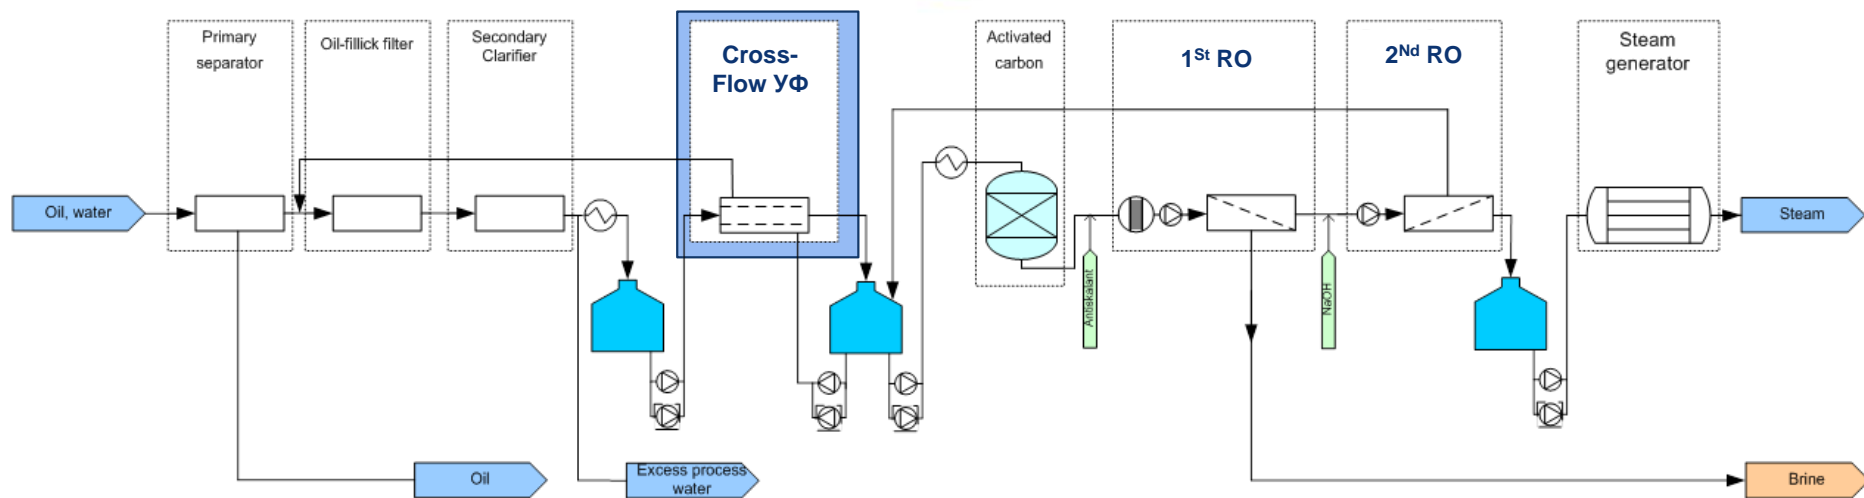 Primary
separator
Oil-fillick filter
Secondary
Clarifier
Cross-
Flow УФ
Activated
carbon
1St RO
2Nd RO
Steam
generator
Oil, water
Steam
Antiskalant
NaOH
Oil
Excess process
water
Brine